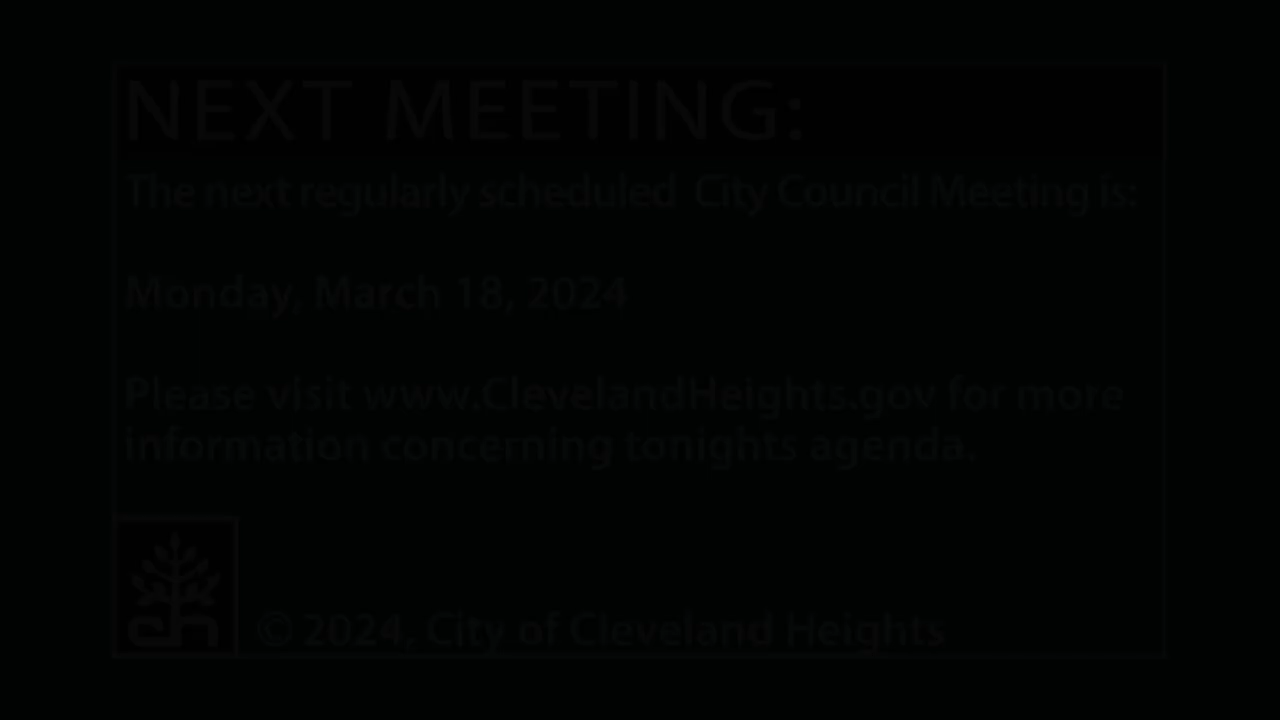 NEXT MEETING:
The next regularly scheduled City Council Meeting is:
Monday, March 18, 2024
Please visit www.ClevelandHeights.gov for more
information concerning tonights agenda.
ch
© 2024, City of Cleveland Heights